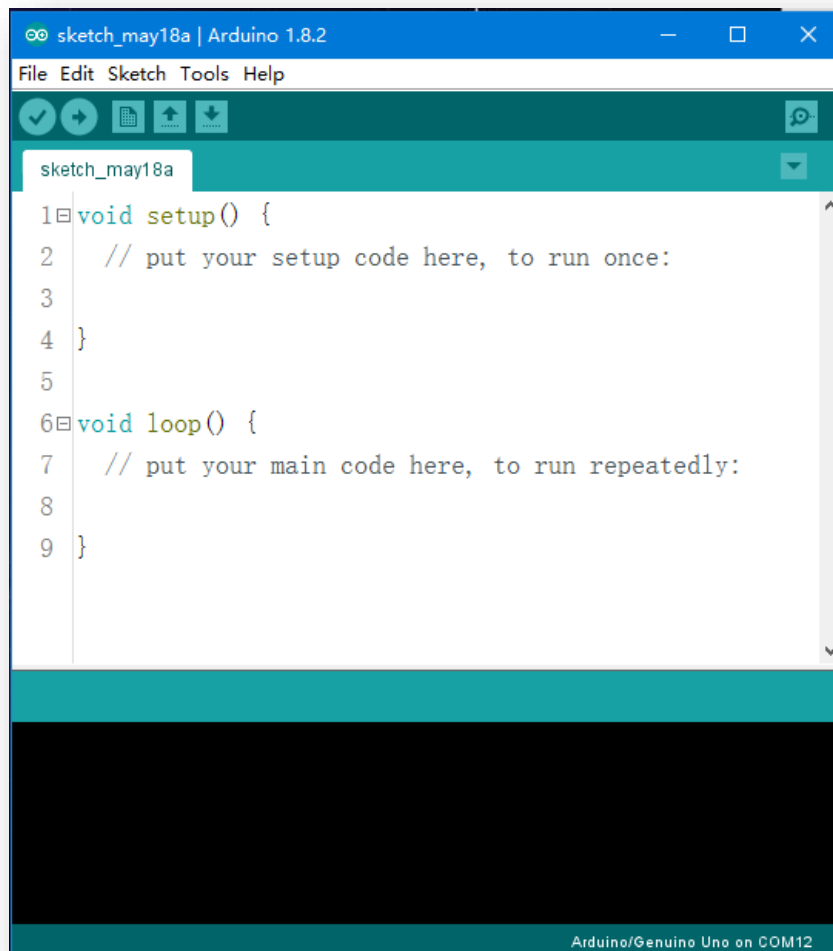 sketch_may18a | Arduino 1.8.2
File Edit Sketch Tools Help
sketch_may18a
1 void setup() {
2 // put your setup code here, to run once:
3
4 }
5
6 void loop() {
7 // put your main code here, to run repeatedly:
8
9 }
Arduino/Genuino Uno on COM12